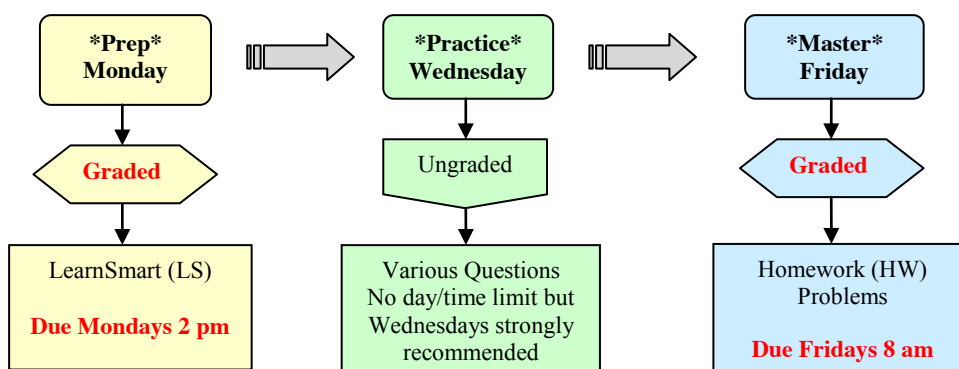 *Prep*
Monday
Graded
LearnSmart (LS)
Due Mondays 2 pm
*Practice*
Wednesday
Ungraded
Various Questions
No day/time limit but
Wednesdays strongly
recommended
*Master*
Friday
Graded
Homework (HW)
Problems
Due Fridays 8 am